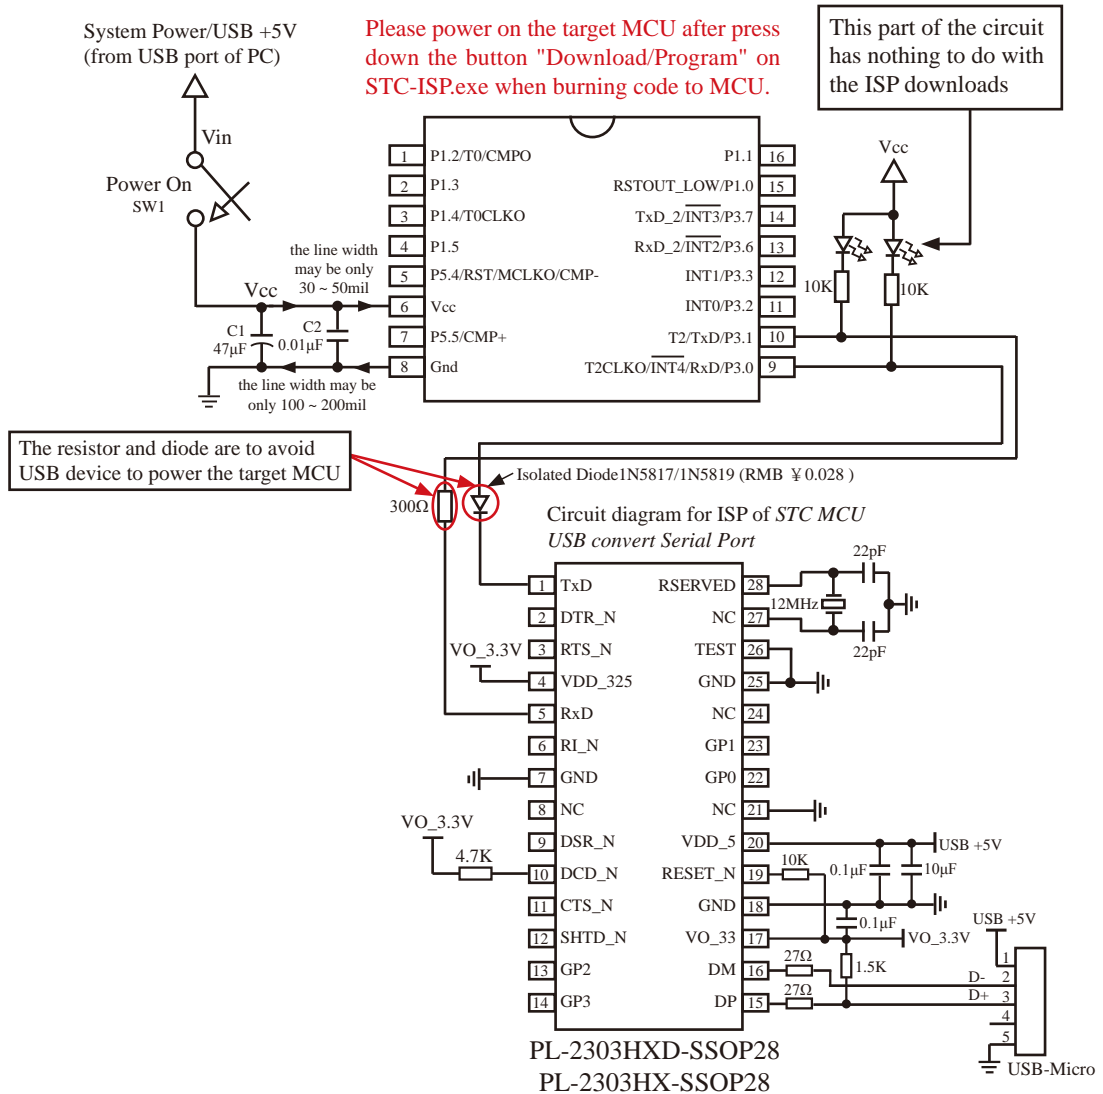 System Power/USB +5V
(from USB port of PC)
Please power on the target MCU after press
down the button "Download/Program" on
STC-ISP.exe when burning code to MCU.
This part of the circuit
has nothing to do with
the ISP downloads
Vin
Power On
SW1
Vcc
C1
47μF
C2
0.01μF
the line width
may be only
30 ~ 50mil
the line width may be
only 100 ~ 200mil
1 P1.2/T0/CMPO
2 P1.3
3 P1.4/T0CLKO
4 P1.5
5 P5.4/RST/MCLKO/CMP-
6 Vcc
7 P5.5/CMP+
8 Gnd
P1.1 16
RSTOUT_LOW/P1.0 15
TxD_2/INT3/P3.7 14
RxD_2/INT2/P3.6 13
INT1/P3.3 12
INT0/P3.2 11
T2/TxD/P3.1 10
T2CLKO/INT4/RxD/P3.0 9
Vcc
10K
10K
The resistor and diode are to avoid
USB device to power the target MCU
300Ω
Isolated Diode1N5817/1N5819 (RMB ¥ 0.028 )
Circuit diagram for ISP of STC MCU
USB convert Serial Port
1 TxD
2 DTR_N
3 RTS_N
4 VDD_325
5 RxD
6 RI_N
7 GND
8 NC
9 DSR_N
10 DCD_N
11 CTS_N
12 SHTD_N
13 GP2
14 GP3
VO_3.3V
VO_3.3V
4.7K
RSERVED 28
NC 27
TEST 26
GND 25
NC 24
GP1 23
GP0 22
NC 21
VDD_5 20
RESET_N 19
GND 18
VO_33 17
DM 16
DP 15
22pF
12MHz
22pF
USB +5V
10K
0.1μF
10μF
0.1μF
VO_3.3V
27Ω
1.5K
27Ω
USB +5V
D-
D+
1
2
3
4
5
USB-Micro
PL-2303HXD-SSOP28
PL-2303HX-SSOP28